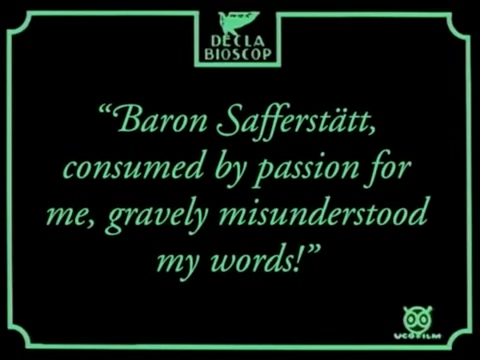 DECLA
BIOSCOP
“Baron Safferstätt,
consumed by passion for
me, gravely misunderstood
my words!”
UCOFILM